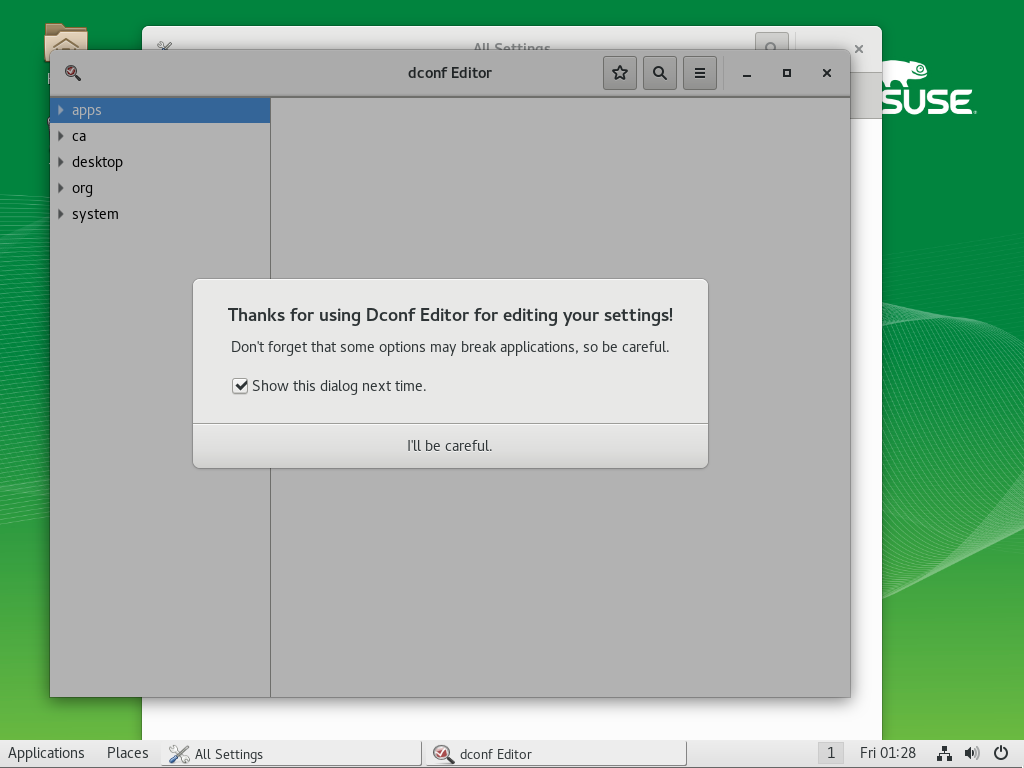 All Settings
dconf Editor
SUSE
apps
ca
desktop
org
system
Thanks for using Dconf Editor for editing your settings!
Don't forget that some options may break applications, so be careful.
Show this dialog next time.
I'll be careful.
Applications
Places
All Settings
dconf Editor
1
Fri 01:28